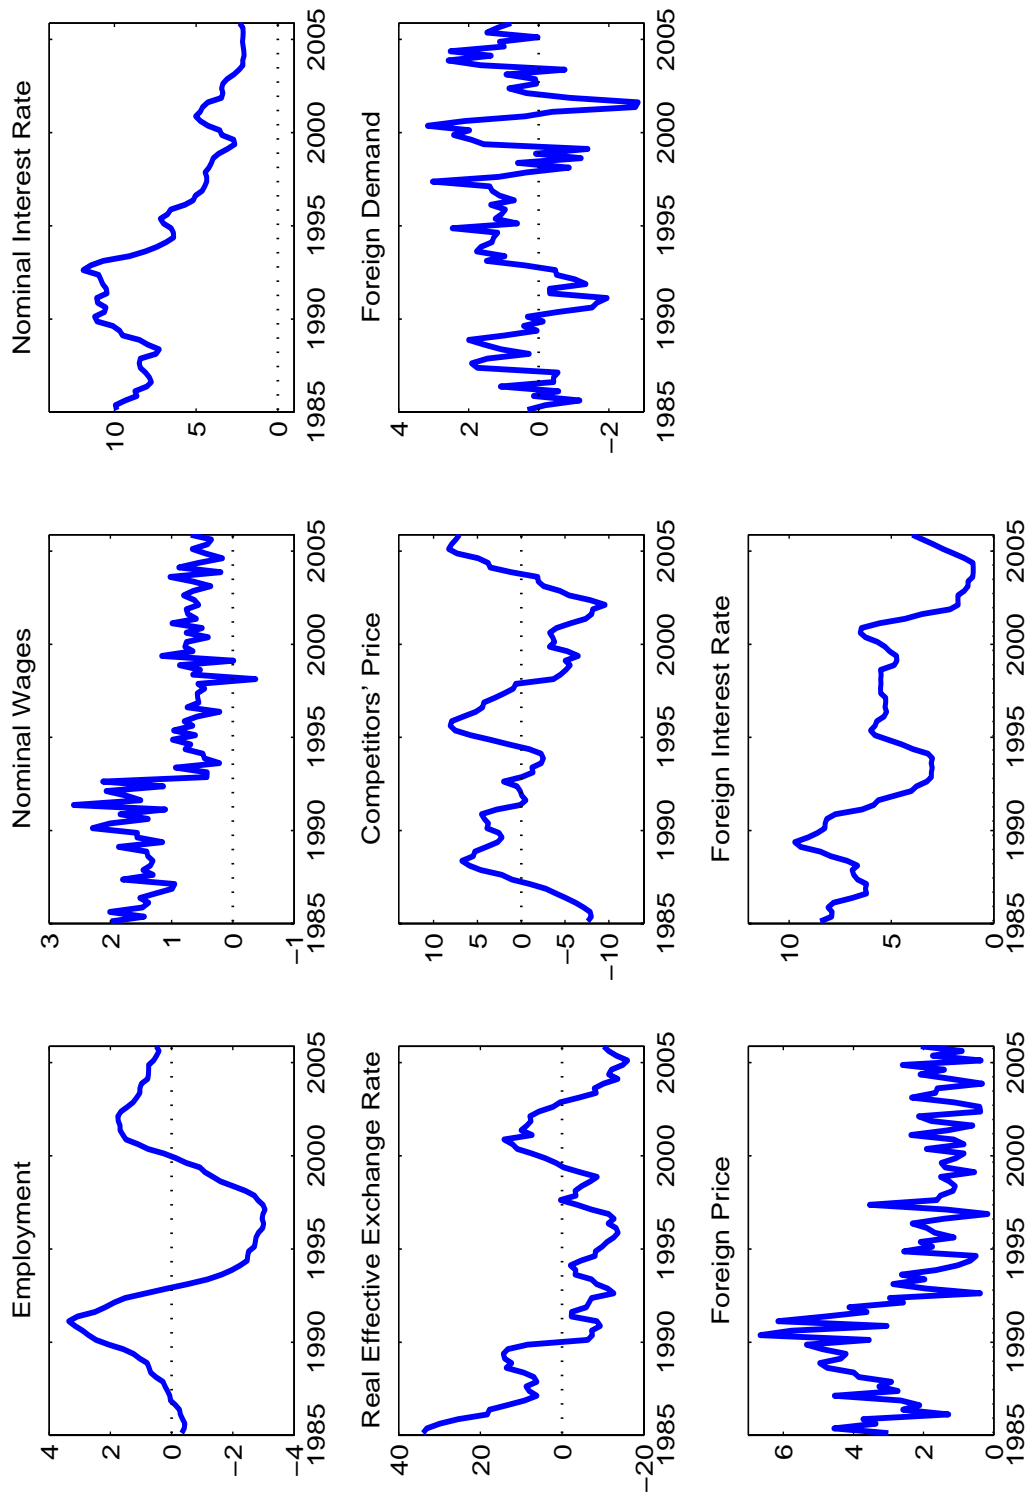 Employment
4
2
0
−2
−4
1985 1990 1995 2000 2005
Nominal Wages
3
2
1
0
−1
1985 1990 1995 2000 2005
Nominal Interest Rate
10
5
0
1985 1990 1995 2000 2005
Real Effective Exchange Rate
40
20
0
−20
1985 1990 1995 2000 2005
Competitors' Price
10
5
0
−5
−10
1985 1990 1995 2000 2005
Foreign Demand
4
2
0
−2
1985 1990 1995 2000 2005
Foreign Price
6
4
2
0
1985 1990 1995 2000 2005
Foreign Interest Rate
10
5
0
1985 1990 1995 2000 2005